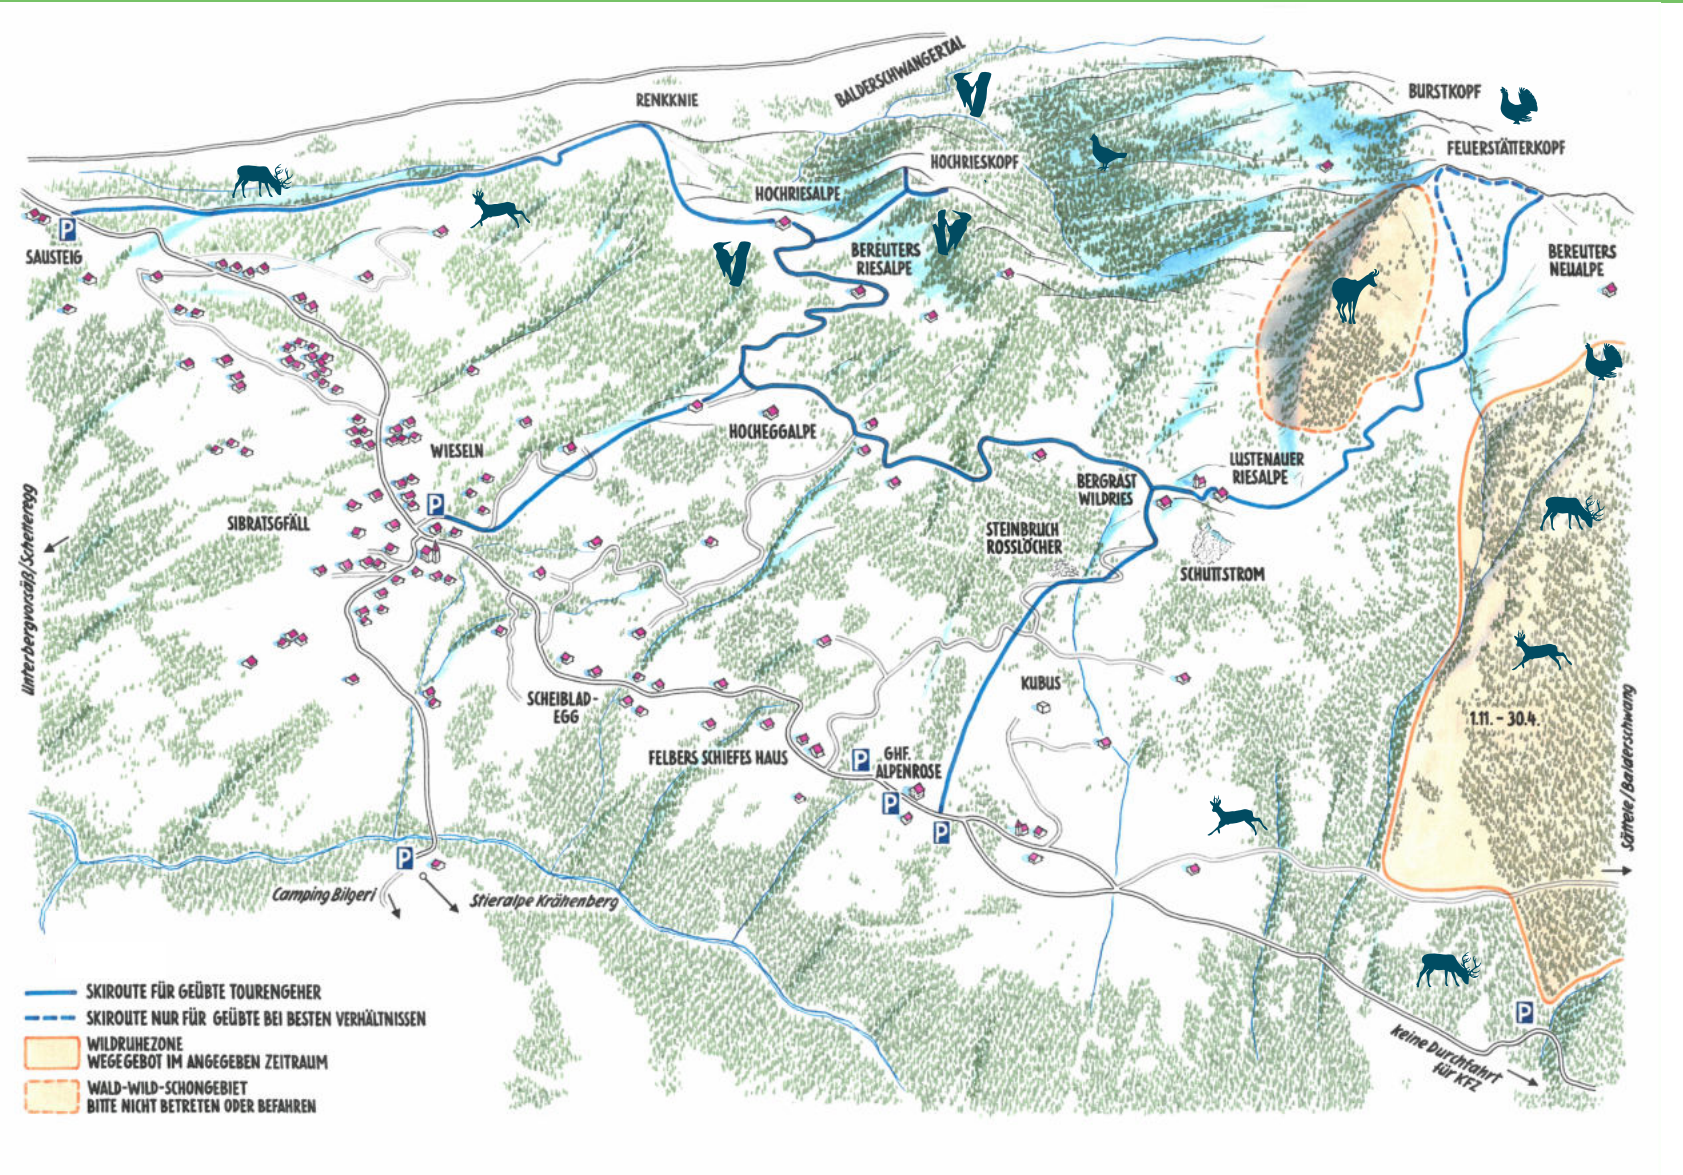 RENKKNIE
BALDERSCHWANGERTAL
BURSTKOPF
HOCHRIESKOPF
FEUERSTÄTTERKOPF
HOCHRIESALPE
P
SAUSTEIG
BEREUTERS
RIESALPE
BEREUTERS
NEUALPE
HOCHEGGALPE
WIESELN
LUSTENAUER
RIESALPE
BERGRAST
WILDRIES
P
SIBRATSGFÄLL
STEINBRUCH
ROSSLÖCHER
SCHUTTSTROM
Unterbergvorsäß/Schetteregg
KUBUS
SCHEIBLAD-
EGG
1.11. - 30.4.
FELBERS SCHIEFES HAUS
P
GHF.
ALPENROSE
P
P
Sättele/Balderschwang
P
Camping Bilgeri
Stieralpe Krähenberg
P
keine Durchfahrt
für KFZ
SKIROUTE FÜR GEÜBTE TOURENGEHER
SKIROUTE NUR FÜR GEÜBTE BEI BESTEN VERHÄLTNISSEN
WILDRUHEZONE
WEGEGEBOT IM ANGEGEBEN ZEITRAUM
WALD-WILD-SCHONGEBIET
BITTE NICHT BETRETEN ODER BEFAHREN